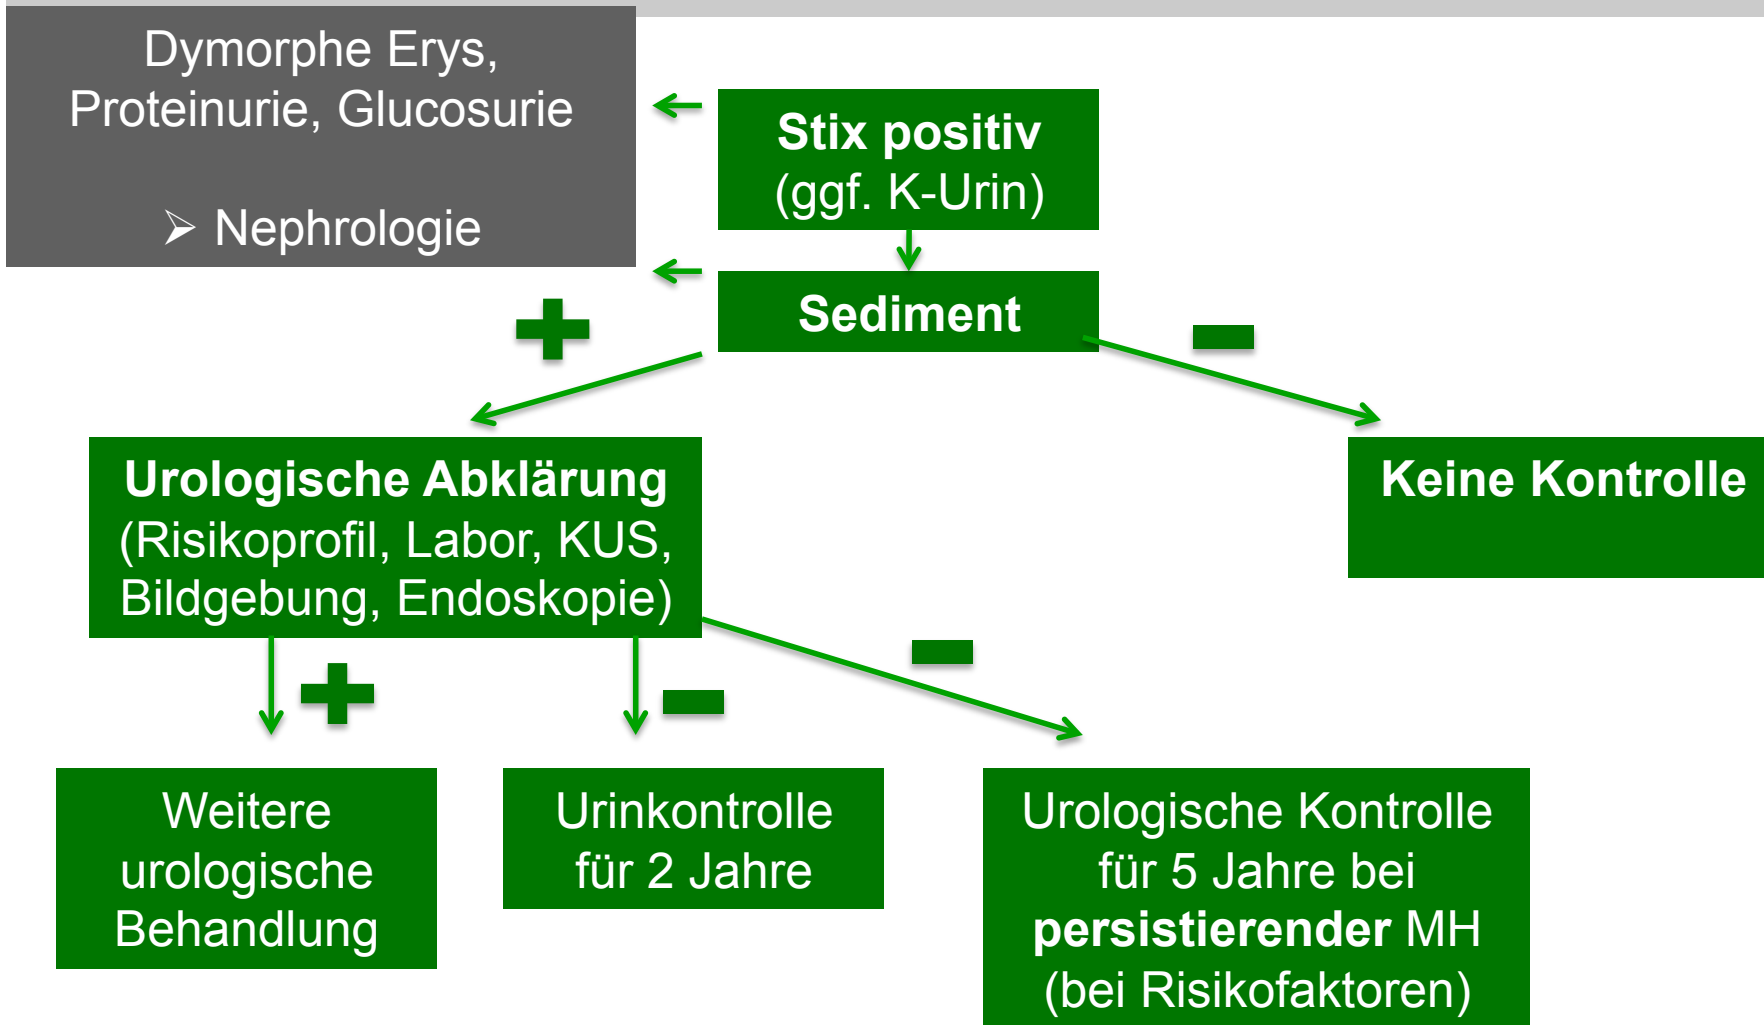 Dymorphe Erys,
Proteinurie, Glucosurie
➢ Nephrologie
Stix positiv
(ggf. K-Urin)
Sediment
Urologische Abklärung
(Risikoprofil, Labor, KUS,
Bildgebung, Endoskopie)
Keine Kontrolle
Weitere
urologische
Behandlung
Urinkontrolle
für 2 Jahre
Urologische Kontrolle
für 5 Jahre bei
persistierender MH
(bei Risikofaktoren)